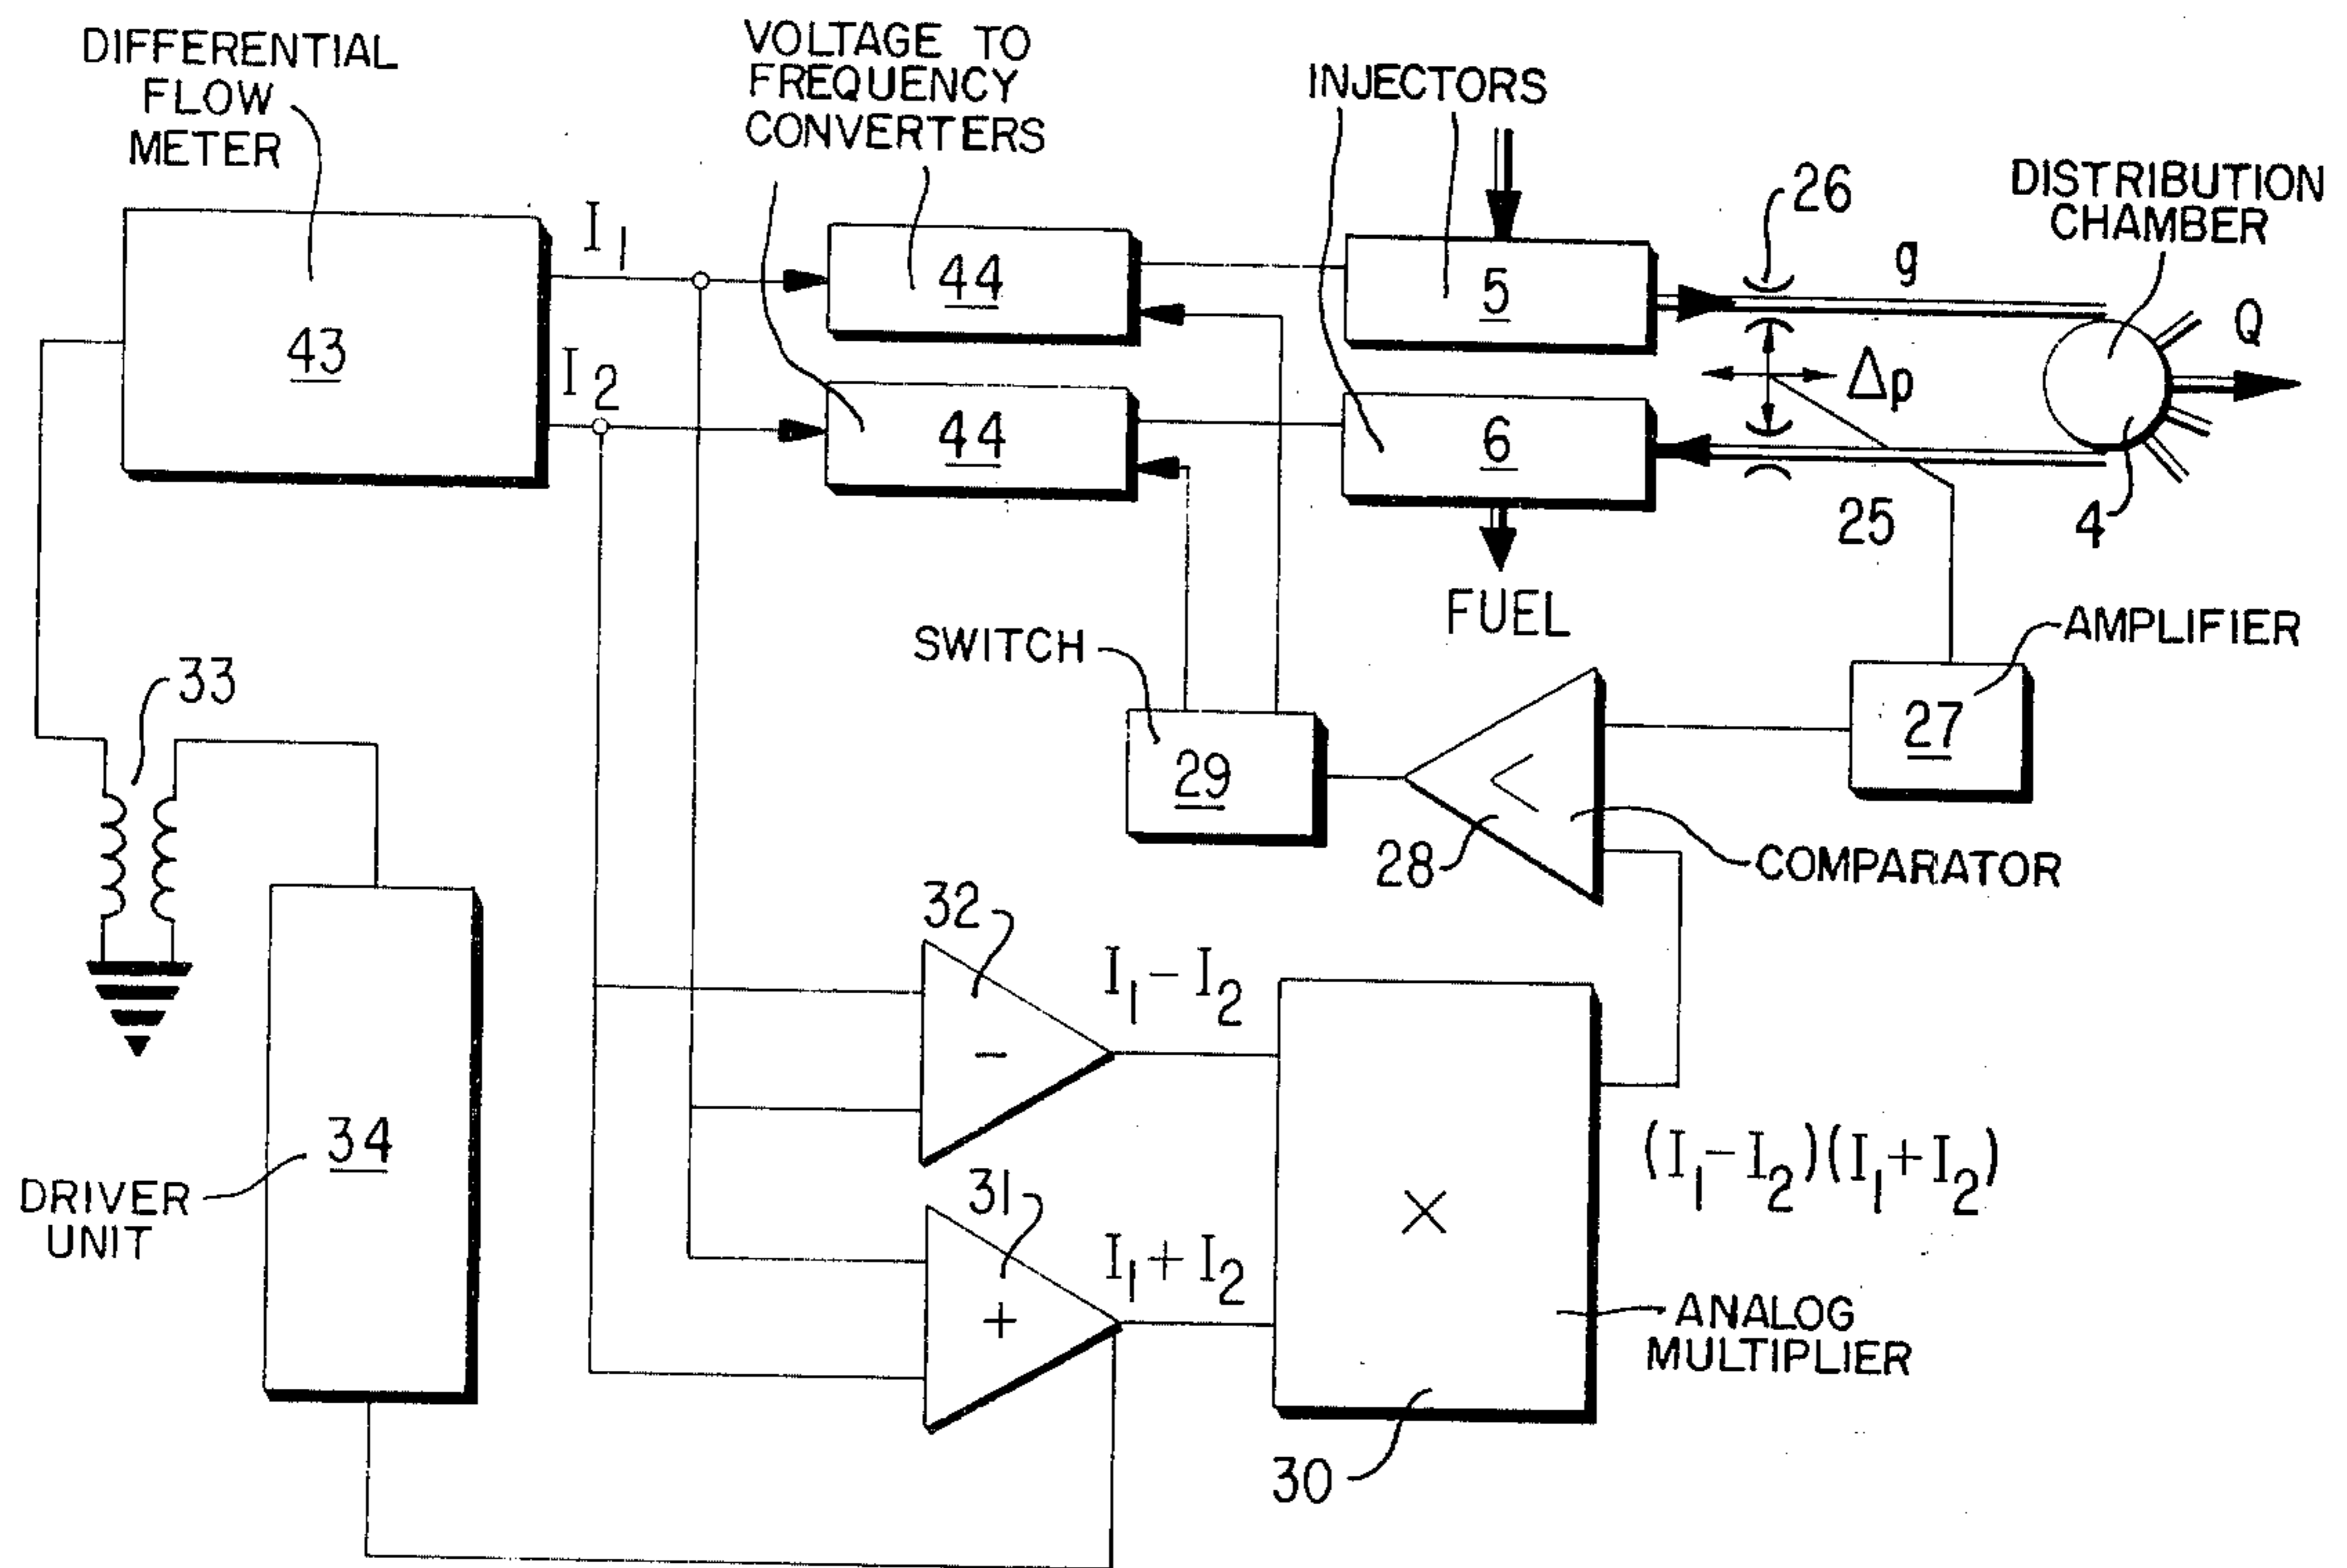 DIFFERENTIAL
FLOW
METER
VOLTAGE TO
FREQUENCY
CONVERTERS
INJECTORS
DISTRIBUTION
CHAMBER
26
I₁
44
5
g
Q
43
I₂
Δp
44
6
25
4
FUEL
SWITCH
AMPLIFIER
33
27
29
<
28
COMPARATOR
32
I₁ - I₂
-
34
(I₁ - I₂)(I₁ + I₂)
31
×
DRIVER
UNIT
I₁ + I₂
+
ANALOG
MULTIPLIER
30